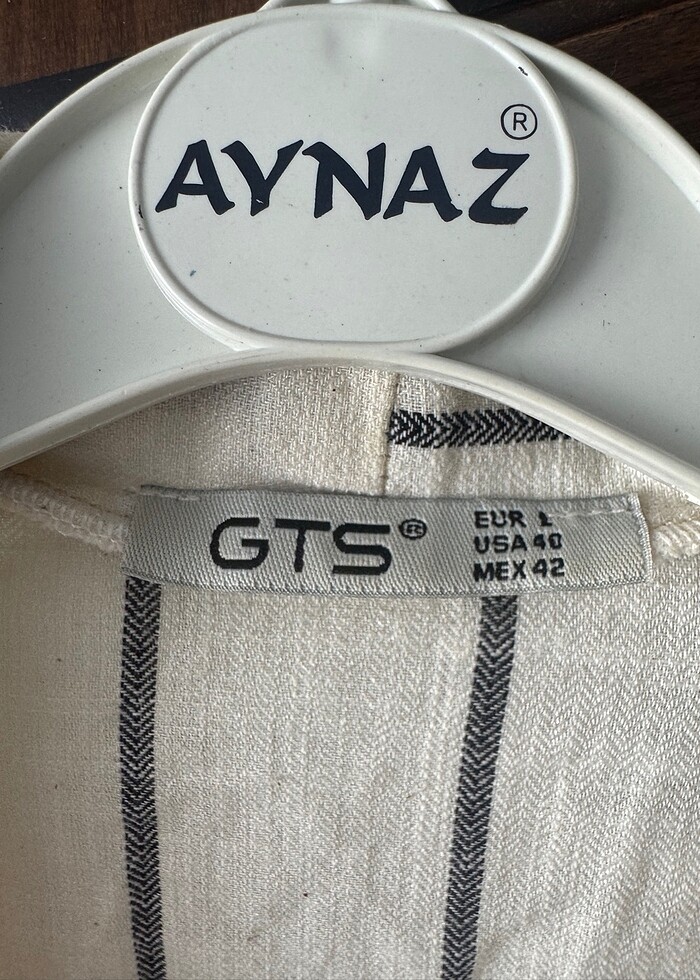 AYNAZ ®
GTS®
EUR L
USA 40
MEX 42